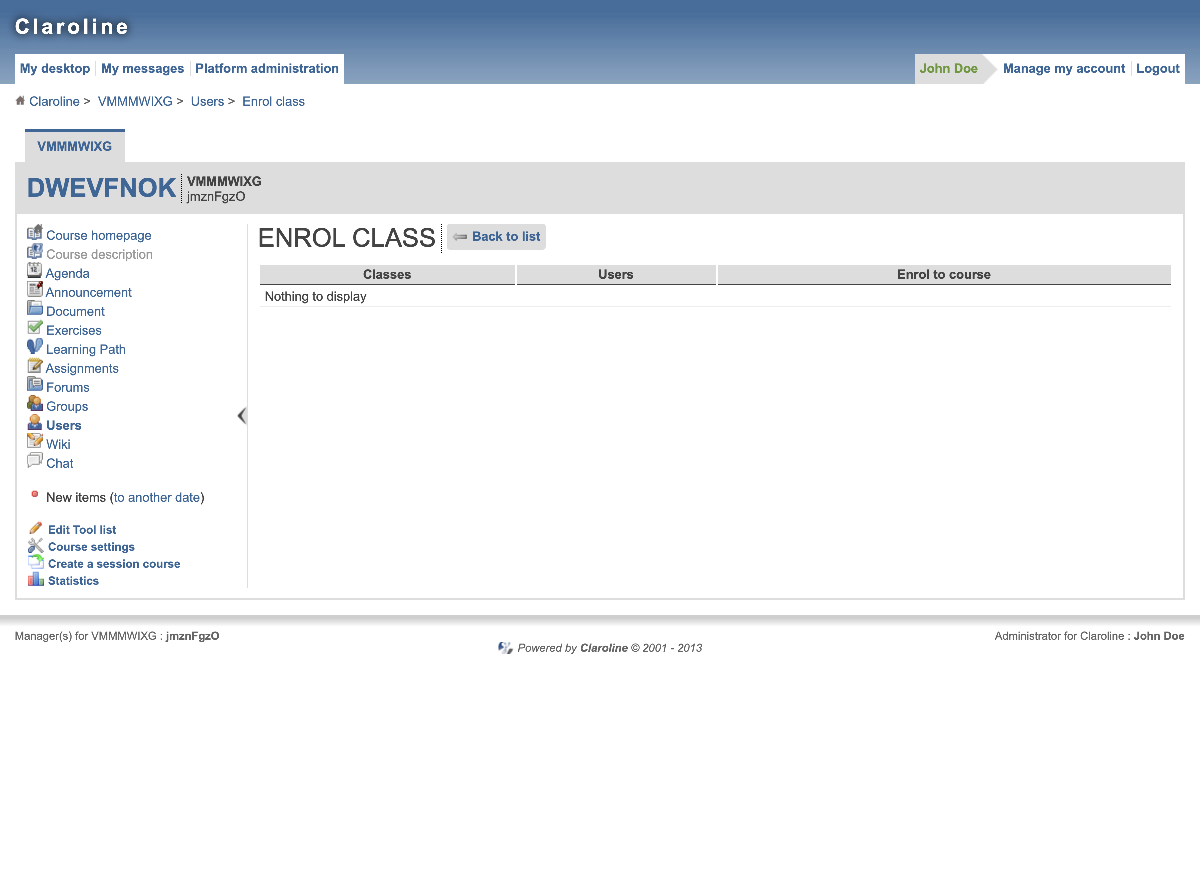 Claroline
My desktop My messages Platform administration
John Doe Manage my account Logout
Claroline > VMMMWIXG > Users > Enrol class
VMMMWIXG
DWEVFNOK
VMMMWIXG
jmznFgzO
Course homepage
Course description
Agenda
Announcement
Document
Exercises
Learning Path
Assignments
Forums
Groups
Users
Wiki
Chat
New items (to another date)
Edit Tool list
Course settings
Create a session course
Statistics
ENROL CLASS
Back to list
Classes Users Enrol to course
Nothing to display
Manager(s) for VMMMWIXG : jmznFgzO
Powered by Claroline © 2001 - 2013
Administrator for Claroline : John Doe